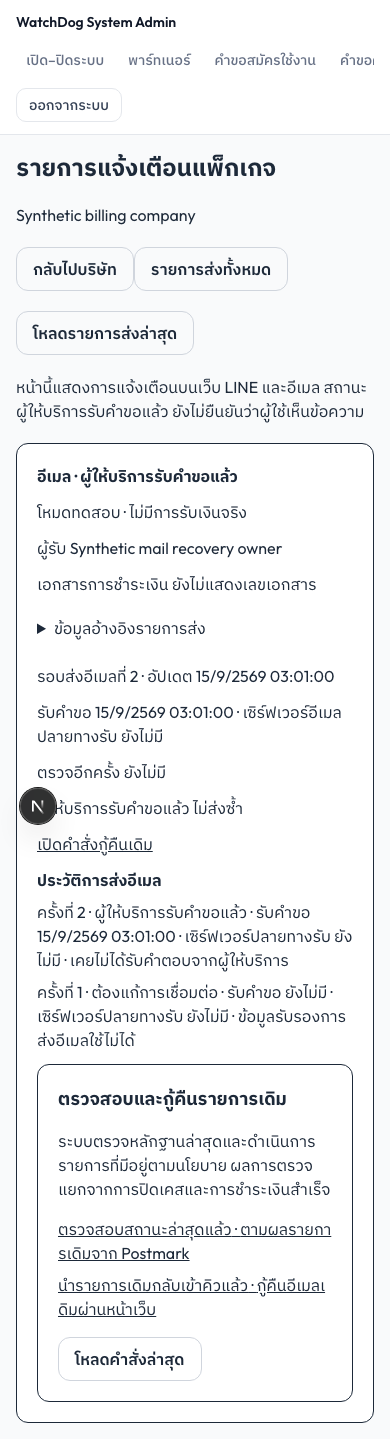 WatchDog System Admin
เปิด–ปิดระบบ พาร์ทเนอร์ คำขอสมัครใช้งาน
ออกจากระบบ
รายการแจ้งเตือนแพ็กเกจ
Synthetic billing company
กลับไปบริษัท รายการส่งทั้งหมด
โหลดรายการส่งล่าสุด
หน้านี้แสดงการแจ้งเตือนบนเว็บ LINE และอีเมล สถานะ
ผู้ให้บริการรับคำขอแล้ว ยังไม่ยืนยันว่าผู้ใช้เห็นข้อความ
อีเมล · ผู้ให้บริการรับคำขอแล้ว
โหมดทดสอบ · ไม่มีการรับเงินจริง
ผู้รับ Synthetic mail recovery owner
เอกสารการชำระเงิน ยังไม่แสดงเลขเอกสาร
▶ ข้อมูลอ้างอิงรายการส่ง
รอบส่งอีเมลที่ 2 · อัปเดต 15/9/2569 03:01:00
รับคำขอ 15/9/2569 03:01:00 · เซิร์ฟเวอร์อีเมล
ปลายทางรับ ยังไม่มี
ตรวจอีกครั้ง ยังไม่มี
N ให้บริการรับคำขอแล้ว ไม่ส่งซ้ำ
เปิดคำสั่งกู้คืนเดิม
ประวัติการส่งอีเมล
ครั้งที่ 2 · ผู้ให้บริการรับคำขอแล้ว · รับคำขอ
15/9/2569 03:01:00 · เซิร์ฟเวอร์ปลายทางรับ ยัง
ไม่มี · เคยไม่ได้รับคำตอบจากผู้ให้บริการ
ครั้งที่ 1 · ต้องแก้การเชื่อมต่อ · รับคำขอ ยังไม่มี ·
เซิร์ฟเวอร์ปลายทางรับ ยังไม่มี · ข้อมูลรับรองการ
ส่งอีเมลใช้ไม่ได้
ตรวจสอบและกู้คืนรายการเดิม
ระบบตรวจหลักฐานล่าสุดและดำเนินการ
รายการที่มีอยู่ตามนโยบาย ผลการตรวจ
แยกจากการปิดเคสและการชำระเงินสำเร็จ
ตรวจสอบสถานะล่าสุดแล้ว · ตามผลรายกา
รเดิมจาก Postmark
นำรายการเดิมกลับเข้าคิวแล้ว · กู้คืนอีเมลเ
ดิมผ่านหน้าเว็บ
โหลดคำสั่งล่าสุด